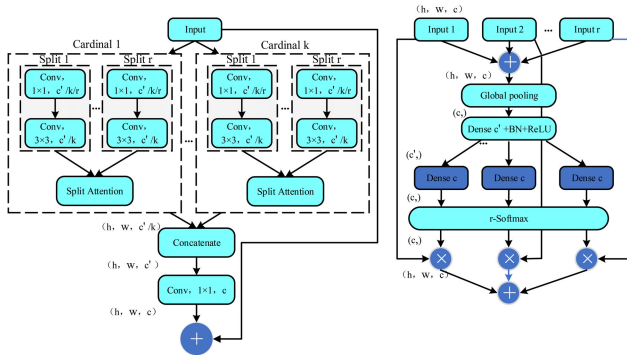 Input
Cardinal 1
Cardinal k
Split 1
Split r
Split 1
Split r
Conv,
1×1, c'/k/r
Conv,
1×1, c'/k/r
Conv,
1×1, c'/k/r
Conv,
1×1, c'/k/r
...
...
Conv,
3×3, c'/k
Conv,
3×3, c'/k
...
Conv,
3×3, c'/k
Conv,
3×3, c'/k
Split Attention
Split Attention
(h, w, c'/k)
Concatenate
(h, w, c')
Conv, 1×1, c
(h, w, c)
+
(h, w, c)
Input 1
Input 2
...
Input r
+
(h, w, c)
Global pooling
(c,)
Dense c' +BN+ReLU
(c',)
...
Dense c
Dense c
Dense c
(c,)
r-Softmax
(c,)
×
×
×
(h, w, c)
+